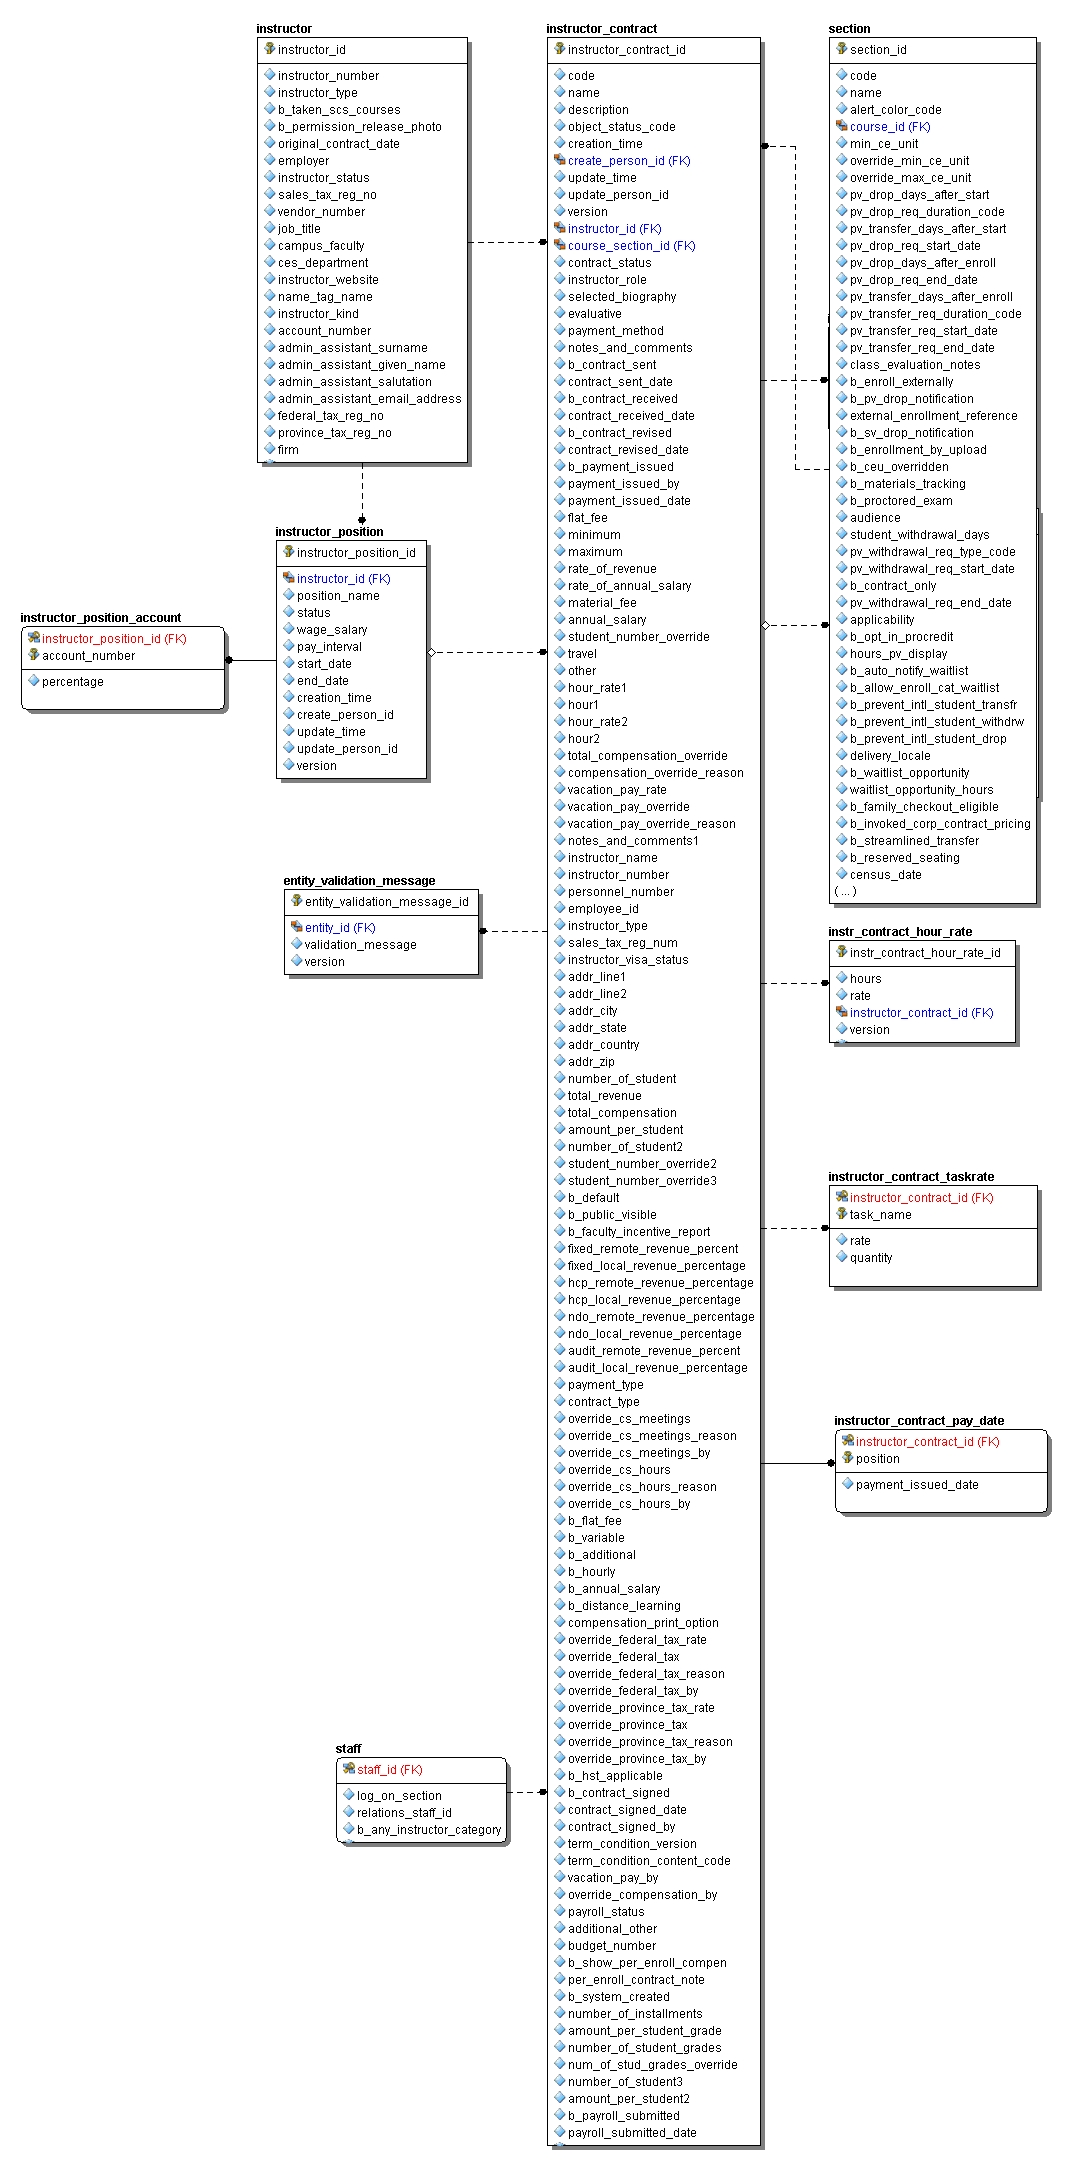 instructor
instructor_id
instructor_number
instructor_type
b_taken_scs_courses
b_permission_release_photo
original_contract_date
employer
instructor_status
sales_tax_reg_no
vendor_number
job_title
campus_faculty
ces_department
instructor_website
name_tag_name
instructor_kind
account_number
admin_assistant_surname
admin_assistant_given_name
admin_assistant_salutation
admin_assistant_email_address
federal_tax_reg_no
province_tax_reg_no
firm
instructor_position
instructor_position_id
instructor_id (FK)
position_name
status
wage_salary
pay_interval
start_date
end_date
creation_time
create_person_id
update_time
update_person_id
version
instructor_position_account
instructor_position_id (FK)
account_number
percentage
entity_validation_message
entity_validation_message_id
entity_id (FK)
validation_message
version
staff
staff_id (FK)
log_on_section
relations_staff_id
b_any_instructor_category
instructor_contract
instructor_contract_id
code
name
description
object_status_code
creation_time
create_person_id (FK)
update_time
update_person_id
version
instructor_id (FK)
course_section_id (FK)
contract_status
instructor_role
selected_biography
evaluative
payment_method
notes_and_comments
b_contract_sent
contract_sent_date
b_contract_received
contract_received_date
b_contract_revised
contract_revised_date
b_payment_issued
payment_issued_by
payment_issued_date
flat_fee
minimum
maximum
rate_of_revenue
rate_of_annual_salary
material_fee
annual_salary
student_number_override
travel
other
hour_rate1
hour1
hour_rate2
hour2
total_compensation_override
compensation_override_reason
vacation_pay_rate
vacation_pay_override
vacation_pay_override_reason
notes_and_comments1
instructor_name
instructor_number
personnel_number
employee_id
instructor_type
sales_tax_reg_num
instructor_visa_status
addr_line1
addr_line2
addr_city
addr_state
addr_country
addr_zip
number_of_student
total_revenue
total_compensation
amount_per_student
number_of_student2
student_number_override2
student_number_override3
b_default
b_public_visible
b_faculty_incentive_report
fixed_remote_revenue_percent
fixed_local_revenue_percentage
hcp_remote_revenue_percentage
hcp_local_revenue_percentage
ndo_remote_revenue_percentage
ndo_local_revenue_percentage
audit_remote_revenue_percent
audit_local_revenue_percentage
payment_type
contract_type
override_cs_meetings
override_cs_meetings_reason
override_cs_meetings_by
override_cs_hours
override_cs_hours_reason
override_cs_hours_by
b_flat_fee
b_variable
b_additional
b_hourly
b_annual_salary
b_distance_learning
compensation_print_option
override_federal_tax_rate
override_federal_tax
override_federal_tax_reason
override_federal_tax_by
override_province_tax_rate
override_province_tax
override_province_tax_reason
override_province_tax_by
b_hst_applicable
b_contract_signed
contract_signed_date
contract_signed_by
term_condition_version
term_condition_content_code
vacation_pay_by
override_compensation_by
payroll_status
additional_other
budget_number
b_show_per_enroll_compen
per_enroll_contract_note
b_system_created
number_of_installments
amount_per_student_grade
number_of_student_grades
num_of_stud_grades_override
number_of_student3
amount_per_student2
b_payroll_submitted
payroll_submitted_date
section
section_id
code
name
alert_color_code
course_id (FK)
min_ce_unit
override_min_ce_unit
override_max_ce_unit
pv_drop_days_after_start
pv_drop_req_duration_code
pv_transfer_days_after_start
pv_drop_req_start_date
pv_drop_days_after_enroll
pv_drop_req_end_date
pv_transfer_days_after_enroll
pv_transfer_req_duration_code
pv_transfer_req_start_date
pv_transfer_req_end_date
class_evaluation_notes
b_enroll_externally
b_pv_drop_notification
external_enrollment_reference
b_sv_drop_notification
b_enrollment_by_upload
b_ceu_overridden
b_materials_tracking
b_proctored_exam
audience
student_withdrawal_days
pv_withdrawal_req_type_code
pv_withdrawal_req_start_date
b_contract_only
pv_withdrawal_req_end_date
applicability
b_opt_in_procredit
hours_pv_display
b_auto_notify_waitlist
b_allow_enroll_cat_waitlist
b_prevent_intl_student_transfr
b_prevent_intl_student_withdrw
b_prevent_intl_student_drop
delivery_locale
b_waitlist_opportunity
waitlist_opportunity_hours
b_family_checkout_eligible
b_invoked_corp_contract_pricing
b_streamlined_transfer
b_reserved_seating
census_date
(...)
instr_contract_hour_rate
instr_contract_hour_rate_id
hours
rate
instructor_contract_id (FK)
version
instructor_contract_taskrate
instructor_contract_id (FK)
task_name
rate
quantity
instructor_contract_pay_date
instructor_contract_id (FK)
position
payment_issued_date